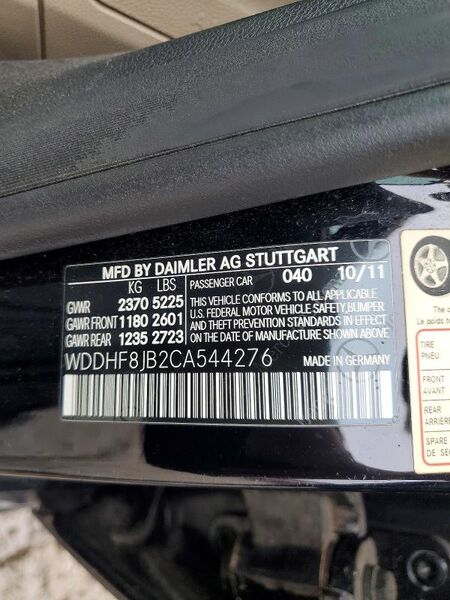 MFD BY DAIMLER AG STUTTGART
KG LBS PASSENGER CAR 040 10/11
GVWR 2370 5225 THIS VEHICLE CONFORMS TO ALL APPLICABLE
GAWR FRONT 1180 2601 U.S. FEDERAL MOTOR VEHICLE SAFETY, BUMPER
GAWR REAR 1235 2723 AND THEFT PREVENTION STANDARDS IN EFFECT
ON THE DATE OF MANUFACTURE SHOWN ABOVE
WDDHF8JB2CA544276 MADE IN GERMANY
TIRE
PNEU
FRONT
AVANT
REAR
ARRIÈRE
SPARE
DE SEC